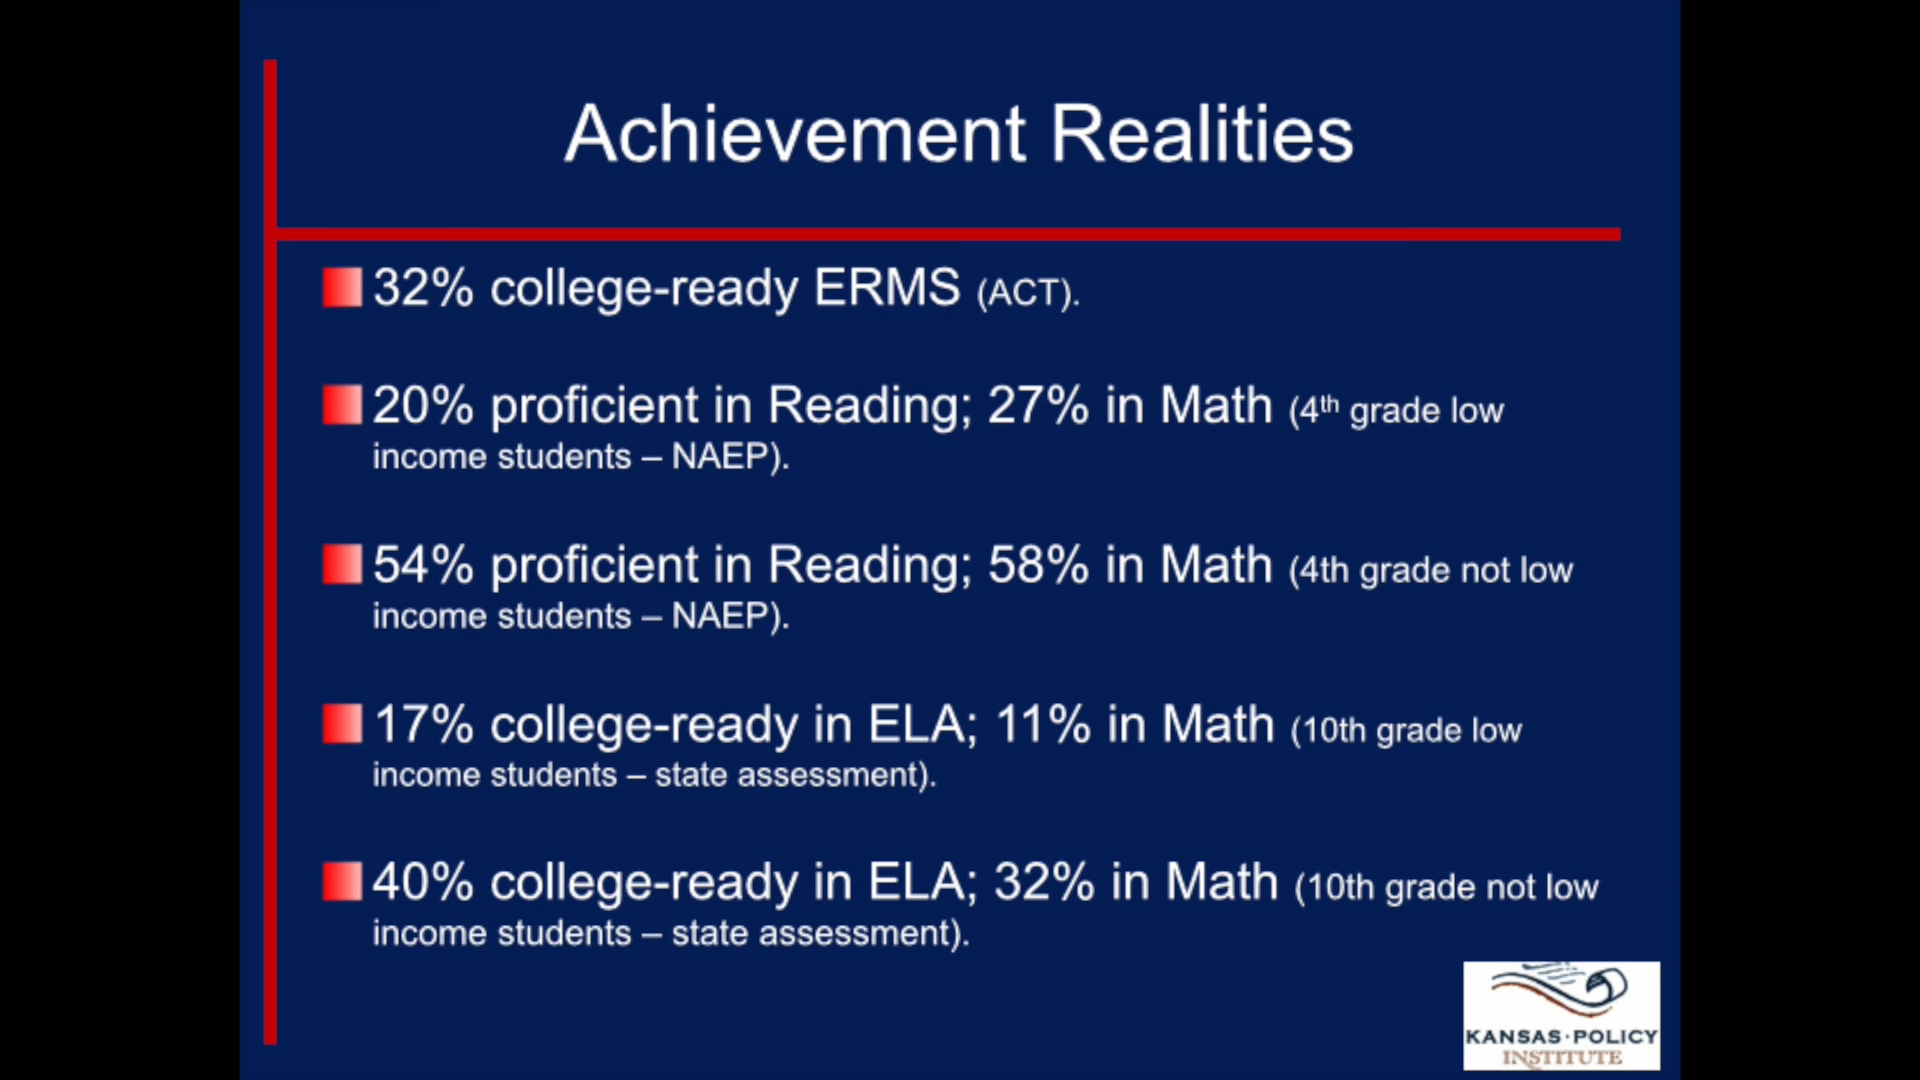 Achievement Realities
32% college-ready ERMS (ACT).
20% proficient in Reading; 27% in Math (4th grade low
income students – NAEP).
54% proficient in Reading; 58% in Math (4th grade not low
income students – NAEP).
17% college-ready in ELA; 11% in Math (10th grade low
income students – state assessment).
40% college-ready in ELA; 32% in Math (10th grade not low
income students – state assessment).
KANSAS·POLICY
INSTITUTE